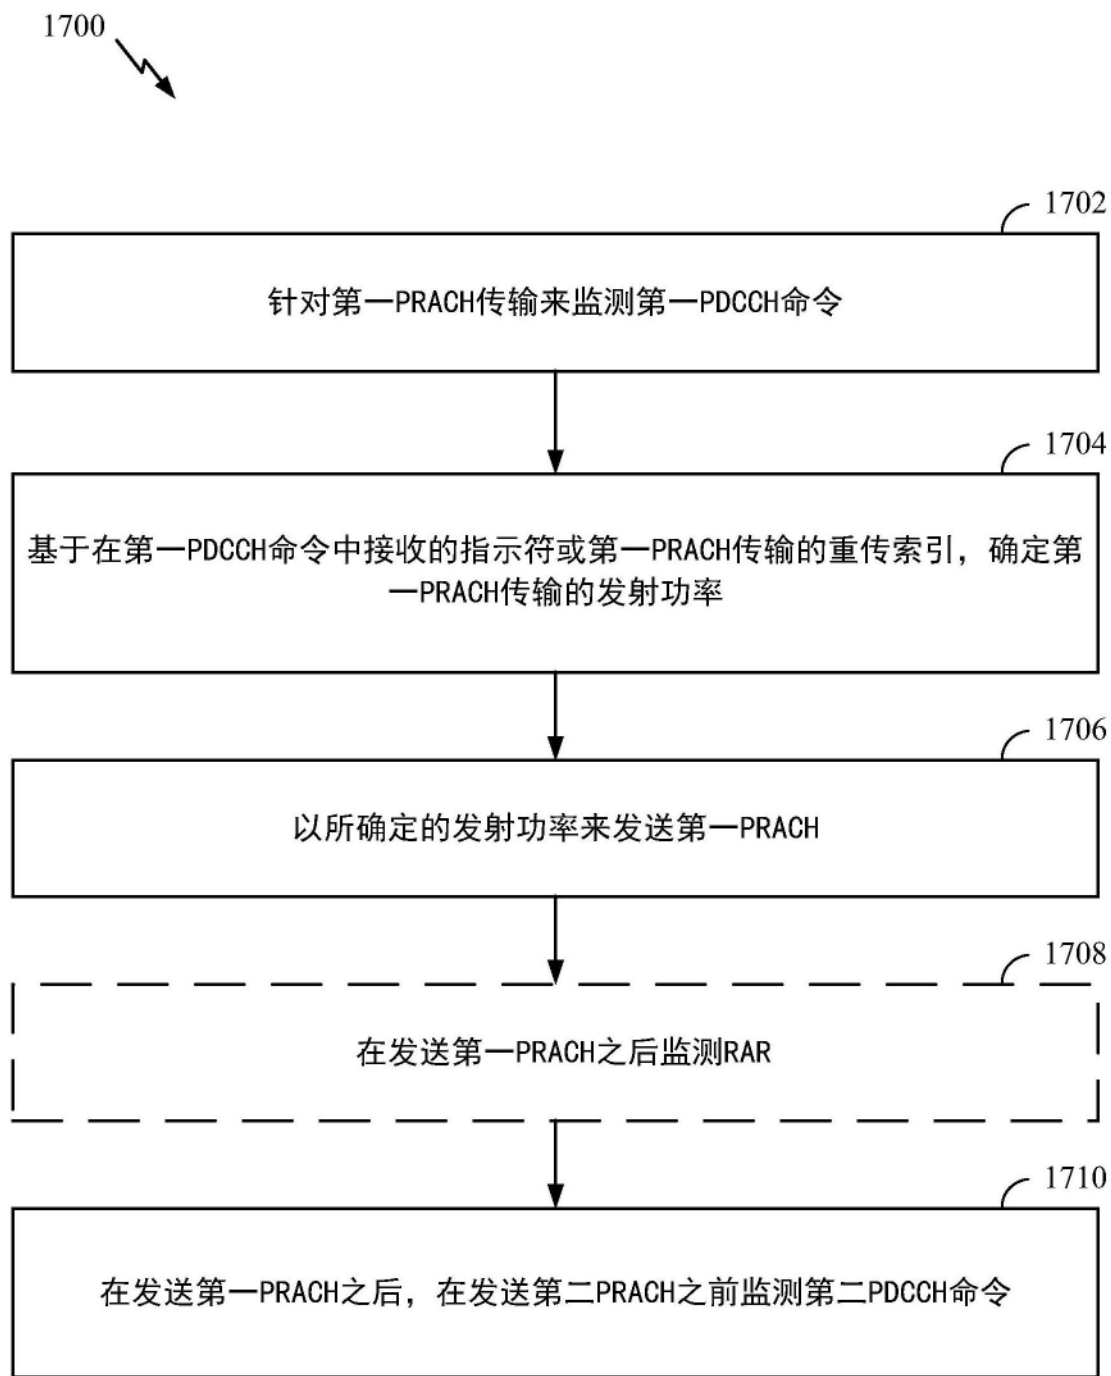 1700
1702
针对第一PRACH传输来监测第一PDCCH命令
1704
基于在第一PDCCH命令中接收的指示符或第一PRACH传输的重传索引，确定第
一PRACH传输的发射功率
1706
以所确定的发射功率来发送第一PRACH
1708
在发送第一PRACH之后监测RAR
1710
在发送第一PRACH之后，在发送第二PRACH之前监测第二PDCCH命令